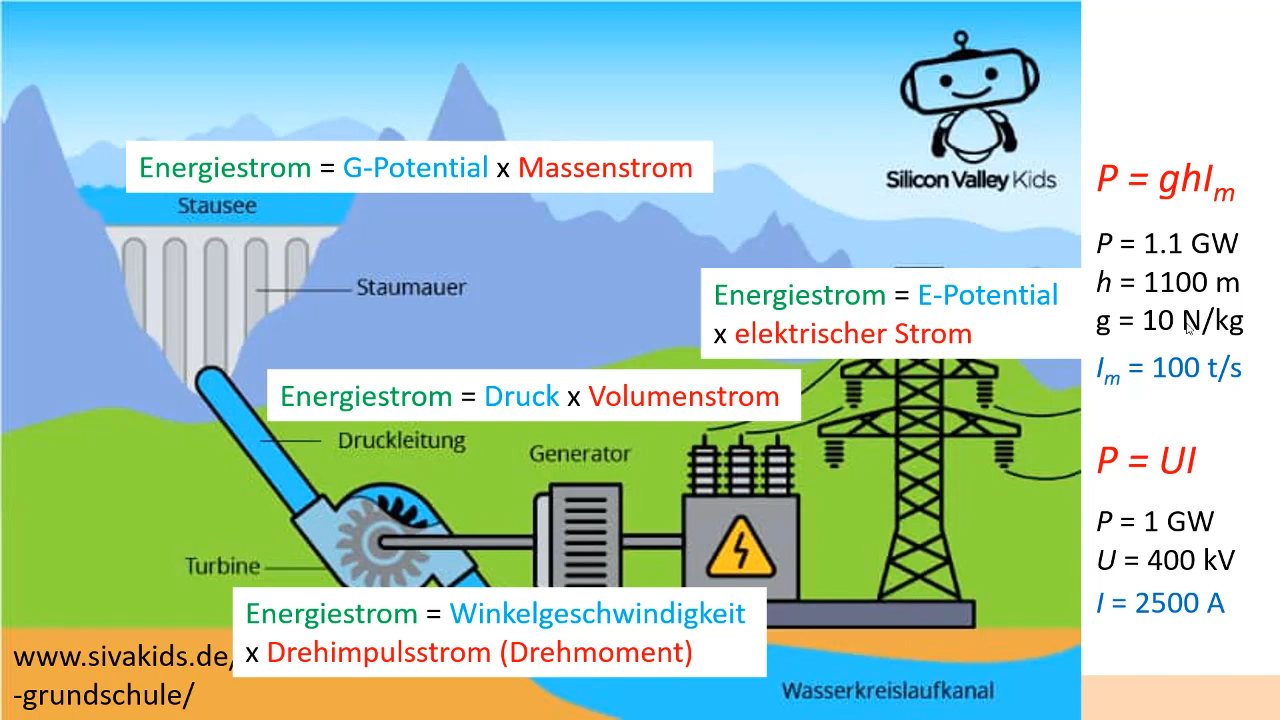 Energiestrom = G-Potential x Massenstrom
Silicon Valley Kids
Stausee
Staumauer
Energiestrom = E-Potential
x elektrischer Strom
Energiestrom = Druck x Volumenstrom
Druckleitung
Generator
Turbine
Energiestrom = Winkelgeschwindigkeit
x Drehimpulsstrom (Drehmoment)
www.sivakids.de/
-grundschule/
Wasserkreislaufkanal
P = ghIₘ
P = 1.1 GW
h = 1100 m
g = 10 N/kg
Iₘ = 100 t/s
P = UI
P = 1 GW
U = 400 kV
I = 2500 A